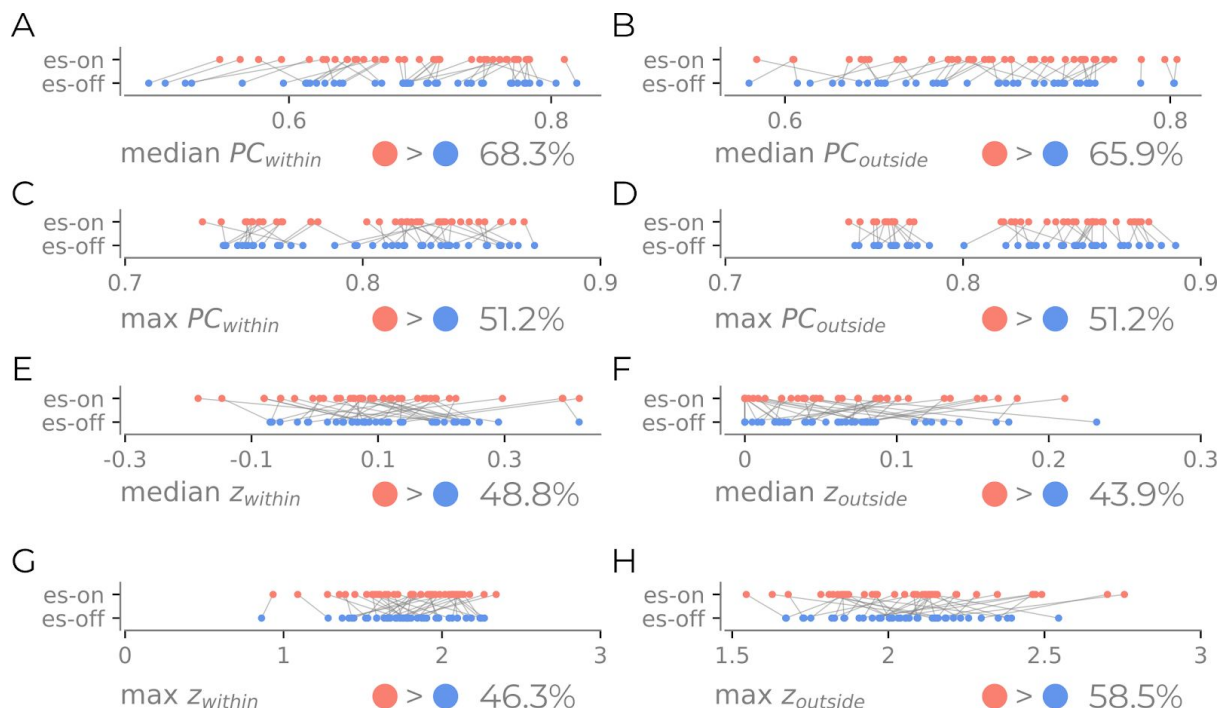 A
es-on
es-off
0.6 0.8
median PCwithin > 68.3%
B
es-on
es-off
0.6 0.8
median PCoutside > 65.9%
C
es-on
es-off
0.7 0.8 0.9
max PCwithin > 51.2%
D
es-on
es-off
0.7 0.8 0.9
max PCoutside > 51.2%
E
es-on
es-off
-0.3 -0.1 0.1 0.3
median zwithin > 48.8%
F
es-on
es-off
0 0.1 0.2 0.3
median zoutside > 43.9%
G
es-on
es-off
0 1 2 3
max zwithin > 46.3%
H
es-on
es-off
1.5 2 2.5 3
max zoutside > 58.5%